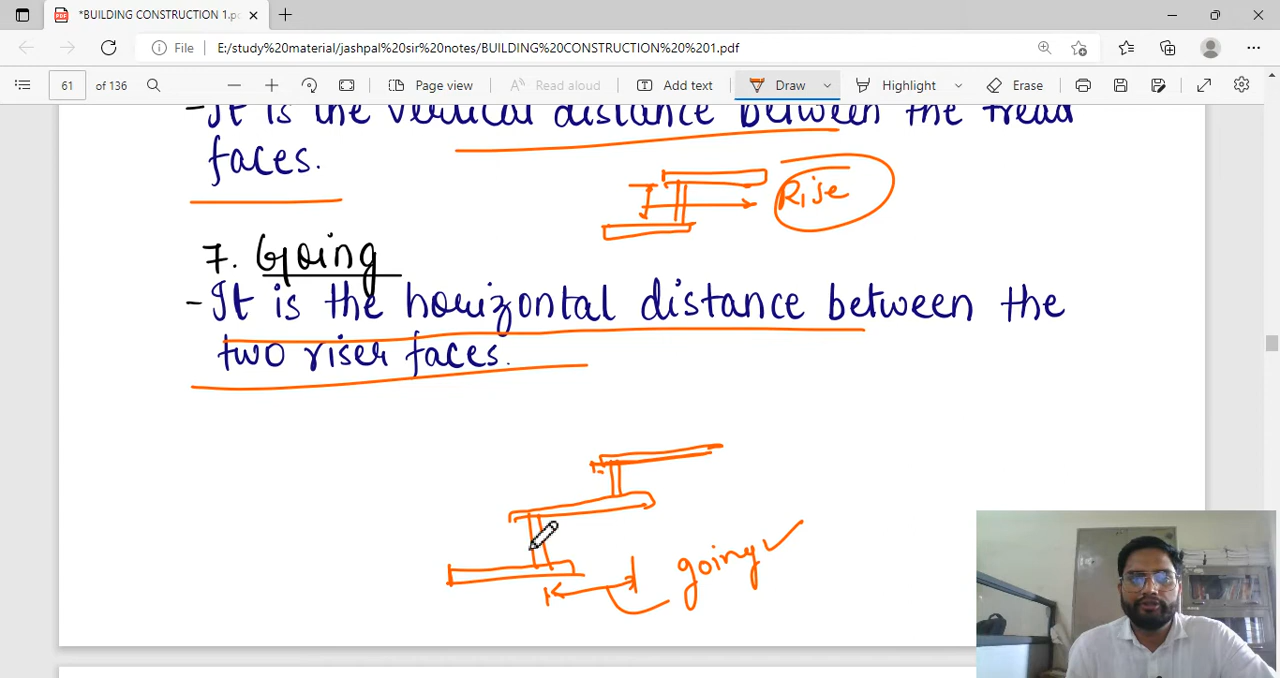 *BUILDING CONSTRUCTION 1.p
File E:/study%20material/jashpal%20sir%20notes/BUILDING%20CONSTRUCTION%20%201.pdf
61 of 136 Page view Read aloud Add text Draw Highlight Erase
- It is the vertical distance between the tread
faces.
Rise
7. Going
- It is the horizontal distance between the
two riser faces.
going